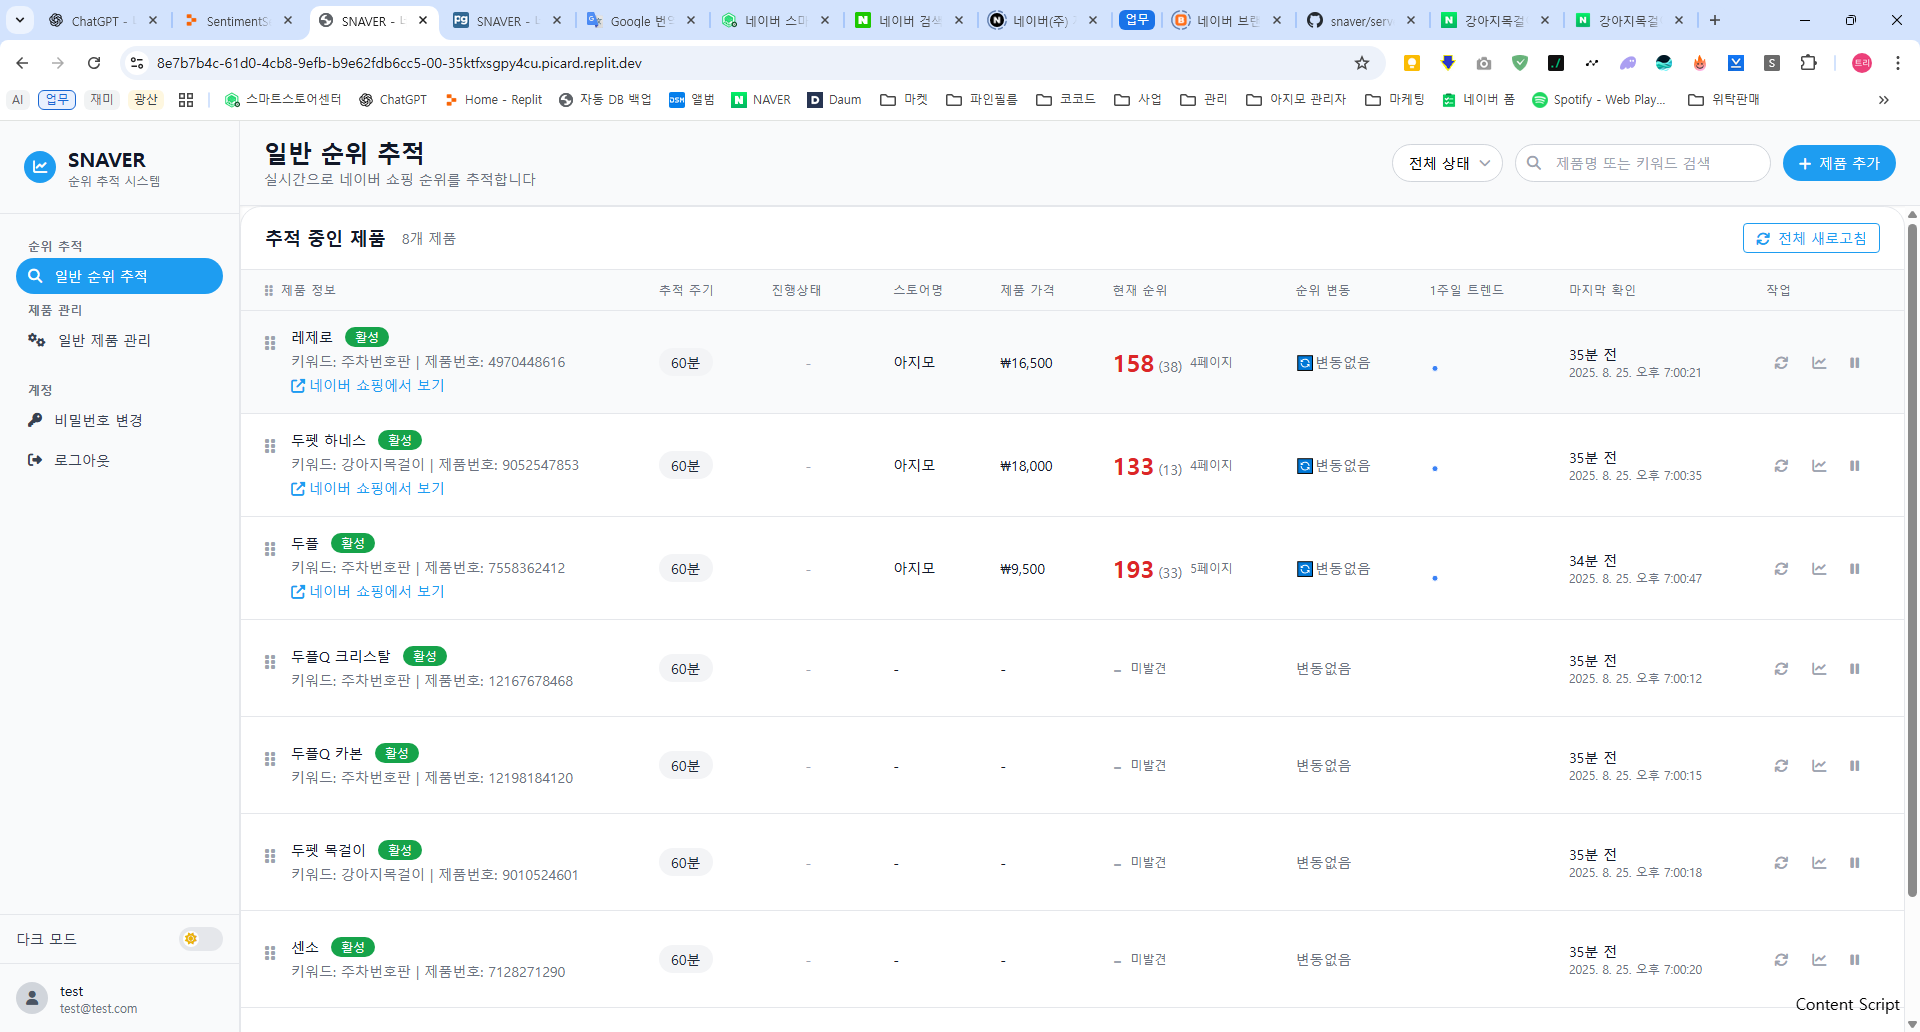 ChatGPT -
SentimentS
SNAVER -
SNAVER -
Google 번역
네이버 스마
네이버 검색
네이버(주)
업무
네이버 브랜
snaver/serv
강아지목걸
강아지목걸
8e7b7b4c-61d0-4cb8-9efb-b9e62fdb6cc5-00-35ktfxsgpy4cu.picard.replit.dev
트리
AI
업무
재미
광산
스마트스토어센터
ChatGPT
Home - Replit
자동 DB 백업
앨범
NAVER
Daum
마켓
파인필름
코코드
사업
관리
아지모 관리자
마케팅
네이버 폼
Spotify - Web Play...
위탁판매
SNAVER
순위 추적 시스템
순위 추적
일반 순위 추적
제품 관리
일반 제품 관리
계정
비밀번호 변경
로그아웃
다크 모드
test
test@test.com
일반 순위 추적
실시간으로 네이버 쇼핑 순위를 추적합니다
전체 상태
제품명 또는 키워드 검색
+ 제품 추가
추적 중인 제품 8개 제품
전체 새로고침
제품 정보 추적 주기 진행상태 스토어명 제품 가격 현재 순위 순위 변동 1주일 트렌드 마지막 확인 작업
레제로 활성
키워드: 주차번호판 | 제품번호: 4970448616
네이버 쇼핑에서 보기
60분 - 아지모 ₩16,500 158 (38) 4페이지 변동없음
35분 전
2025. 8. 25. 오후 7:00:21
두펫 하네스 활성
키워드: 강아지목걸이 | 제품번호: 9052547853
네이버 쇼핑에서 보기
60분 - 아지모 ₩18,000 133 (13) 4페이지 변동없음
35분 전
2025. 8. 25. 오후 7:00:35
두플 활성
키워드: 주차번호판 | 제품번호: 7558362412
네이버 쇼핑에서 보기
60분 - 아지모 ₩9,500 193 (33) 5페이지 변동없음
34분 전
2025. 8. 25. 오후 7:00:47
두플Q 크리스탈 활성
키워드: 주차번호판 | 제품번호: 12167678468
60분 - - - – 미발견 변동없음
35분 전
2025. 8. 25. 오후 7:00:12
두플Q 카본 활성
키워드: 주차번호판 | 제품번호: 12198184120
60분 - - - – 미발견 변동없음
35분 전
2025. 8. 25. 오후 7:00:15
두펫 목걸이 활성
키워드: 강아지목걸이 | 제품번호: 9010524601
60분 - - - – 미발견 변동없음
35분 전
2025. 8. 25. 오후 7:00:18
센소 활성
키워드: 주차번호판 | 제품번호: 7128271290
60분 - - - – 미발견 변동없음
35분 전
2025. 8. 25. 오후 7:00:20
Content Script